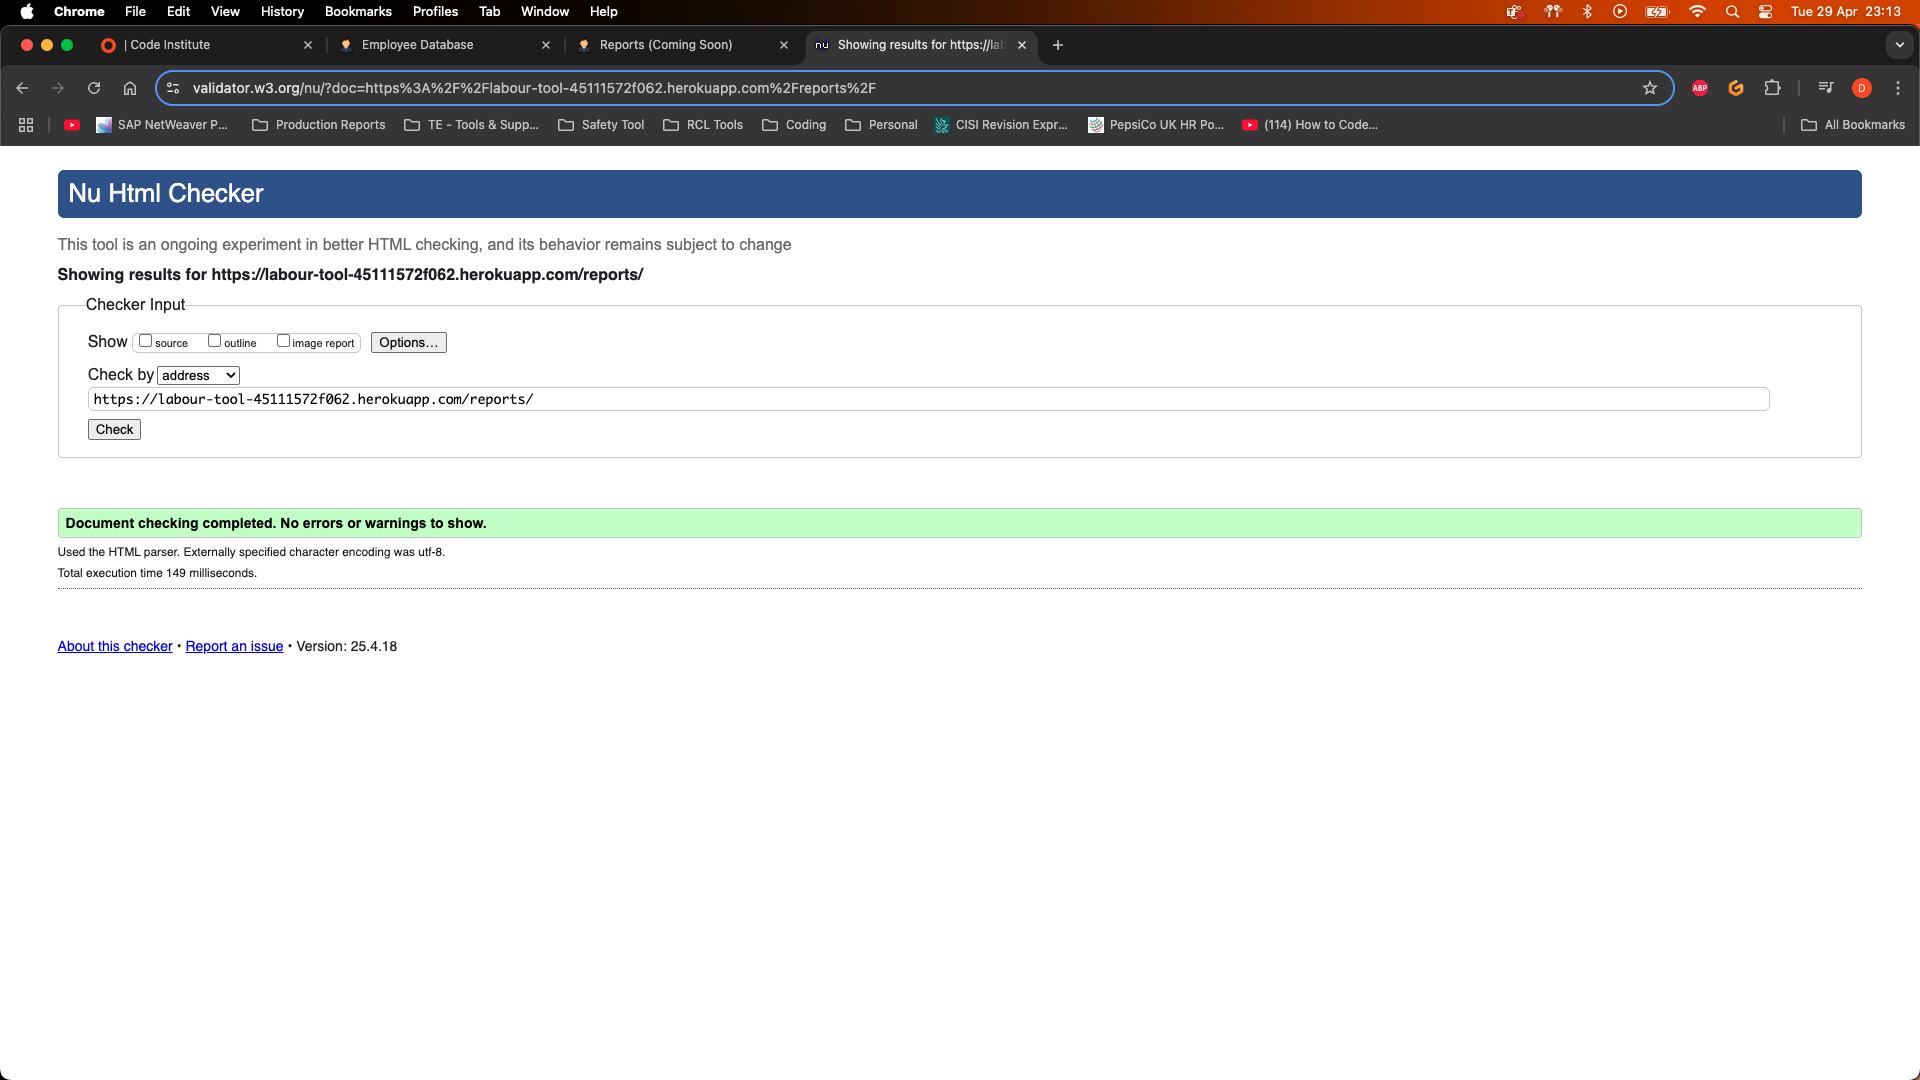 Chrome File Edit View History Bookmarks Profiles Tab Window Help Tue 29 Apr 23:13
| Code Institute Employee Database Reports (Coming Soon) nu Showing results for https://la
validator.w3.org/nu/?doc=https%3A%2F%2Flabour-tool-45111572f062.herokuapp.com%2Freports%2F ABP D
SAP NetWeaver P... Production Reports TE - Tools & Supp... Safety Tool RCL Tools Coding Personal CISI Revision Expr... PepsiCo UK HR Po... (114) How to Code... All Bookmarks
Nu Html Checker
This tool is an ongoing experiment in better HTML checking, and its behavior remains subject to change
Showing results for https://labour-tool-45111572f062.herokuapp.com/reports/
Checker Input
Show source outline image report Options...
Check by address
https://labour-tool-45111572f062.herokuapp.com/reports/
Check
Document checking completed. No errors or warnings to show.
Used the HTML parser. Externally specified character encoding was utf-8.
Total execution time 149 milliseconds.
About this checker • Report an issue • Version: 25.4.18